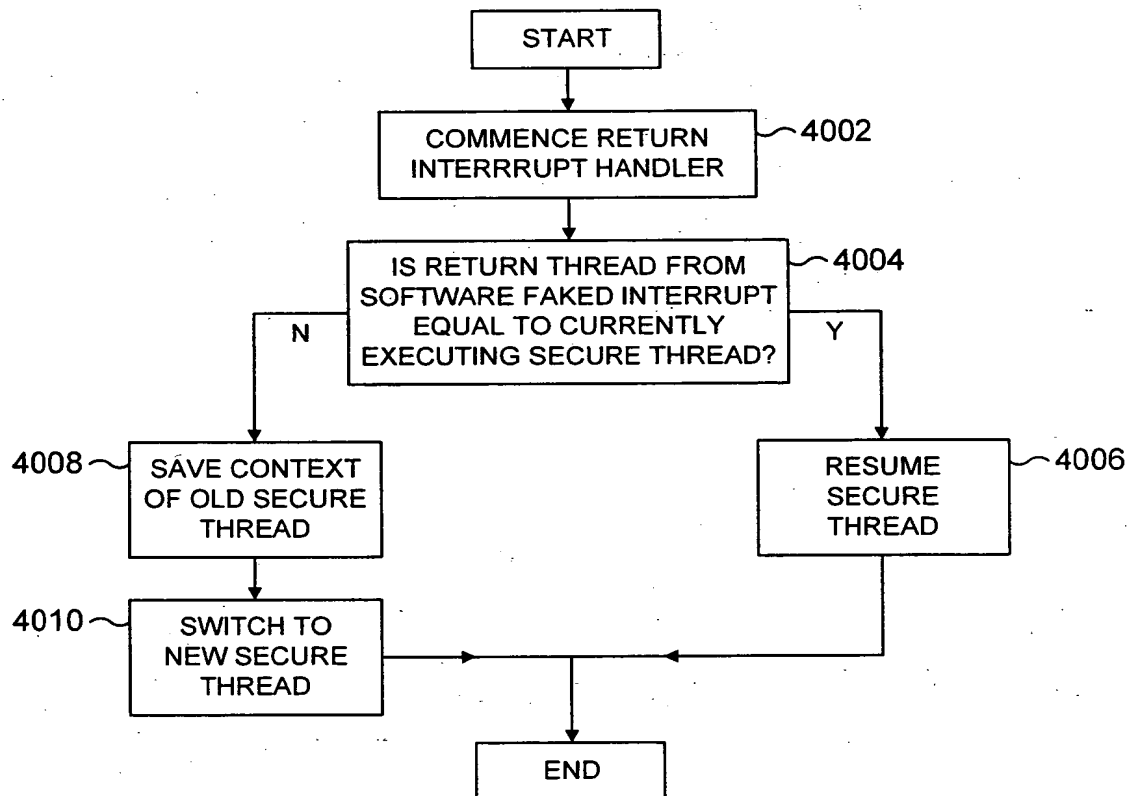 START
COMMENCE RETURN
INTERRRUPT HANDLER
4002
IS RETURN THREAD FROM
SOFTWARE FAKED INTERRUPT
EQUAL TO CURRENTLY
EXECUTING SECURE THREAD?
4004
N
Y
4008
SAVE CONTEXT
OF OLD SECURE
THREAD
RESUME
SECURE
THREAD
4006
4010
SWITCH TO
NEW SECURE
THREAD
END